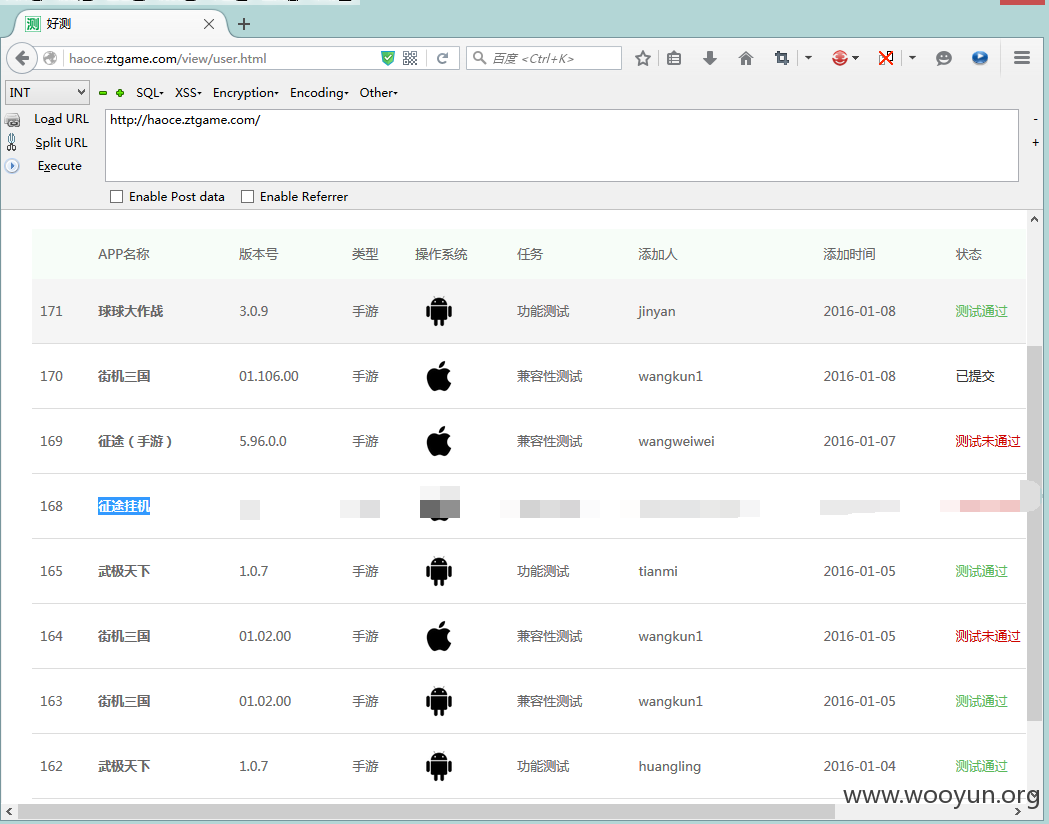 好测
haoce.ztgame.com/view/user.html
百度 <Ctrl+K>
INT
SQL
XSS
Encryption
Encoding
Other
Load URL
http://haoce.ztgame.com/
Split URL
Execute
Enable Post data
Enable Referrer
APP名称 版本号 类型 操作系统 任务 添加人 添加时间 状态
171 球球大作战 3.0.9 手游 功能测试 jinyan 2016-01-08 测试通过
170 街机三国 01.106.00 手游 兼容性测试 wangkun1 2016-01-08 已提交
169 征途（手游） 5.96.0.0 手游 兼容性测试 wangweiwei 2016-01-07 测试未通过
168 征途挂机
165 武极天下 1.0.7 手游 功能测试 tianmi 2016-01-05 测试通过
164 街机三国 01.02.00 手游 兼容性测试 wangkun1 2016-01-05 测试未通过
163 街机三国 01.02.00 手游 兼容性测试 wangkun1 2016-01-05 测试通过
162 武极天下 1.0.7 手游 功能测试 huangling 2016-01-04 测试通过
www.wooyun.org